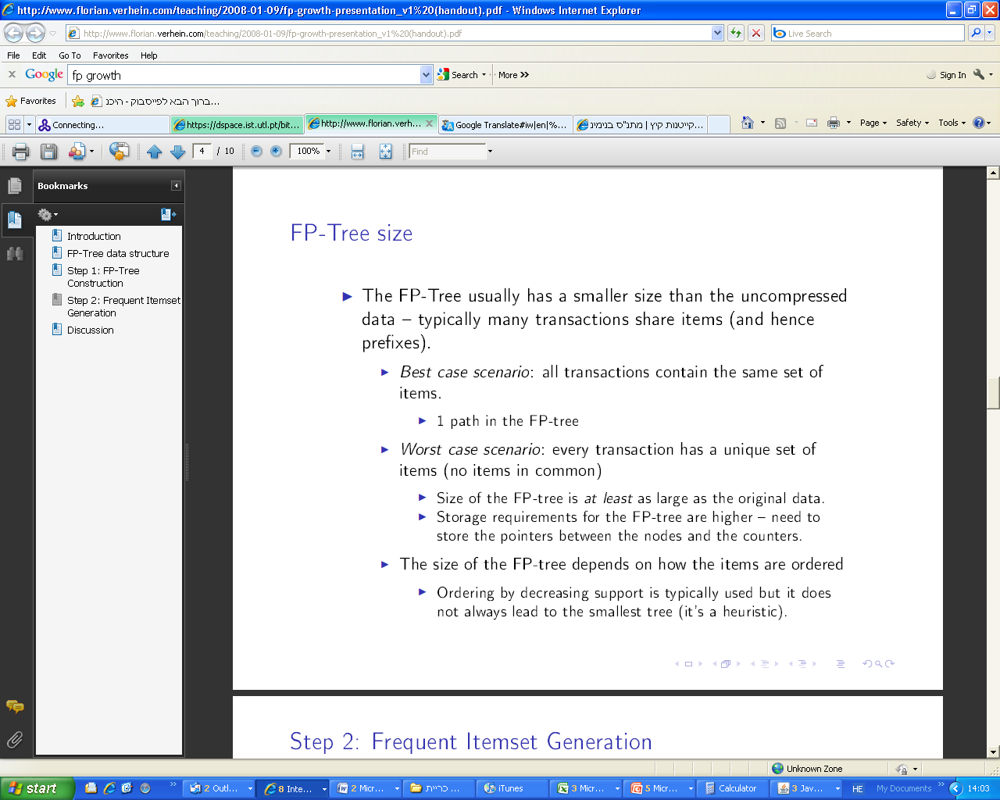 http://www.florian.verhein.com/teaching/2008-01-09/fp-growth-presentation_v1%20(handout).pdf - Windows Internet Explorer
http://www.florian.verhein.com/teaching/2008-01-09/fp-growth-presentation_v1%20(handout).pdf
Live Search
File Edit Go To Favorites Help
x Google fp growth Search More >> Sign In
Favorites ברוך הבא לפייסבוק - היכנ...
Connecting... https://dspace.ist.utl.pt/bit... http://www.florian.verh... Google Translate#iw|en|%... קייטנות קיץ | מתנ"ס בנימינ... Page Safety Tools
4 / 10 100% Find
Bookmarks
Introduction
FP-Tree data structure
Step 1: FP-Tree
Construction
Step 2: Frequent Itemset
Generation
Discussion
FP-Tree size
The FP-Tree usually has a smaller size than the uncompressed
data – typically many transactions share items (and hence
prefixes).
Best case scenario: all transactions contain the same set of
items.
1 path in the FP-tree
Worst case scenario: every transaction has a unique set of
items (no items in common)
Size of the FP-tree is at least as large as the original data.
Storage requirements for the FP-tree are higher – need to
store the pointers between the nodes and the counters.
The size of the FP-tree depends on how the items are ordered
Ordering by decreasing support is typically used but it does
not always lead to the smallest tree (it's a heuristic).
Step 2: Frequent Itemset Generation
Unknown Zone
start 2 Outl... 8 Inte... 2 Micr... כריית ... iTunes 3 Micr... 5 Micr... Calculator 3 Jav... HE My Documents 14:03